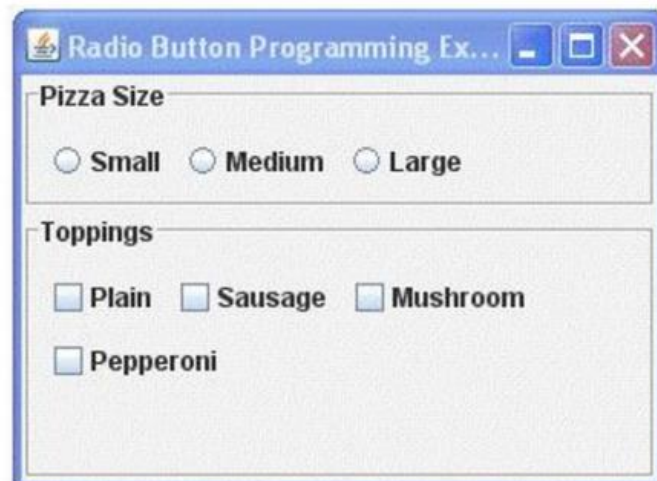 Radio Button Programming Ex...
Pizza Size
Small Medium Large
Toppings
Plain Sausage Mushroom
Pepperoni